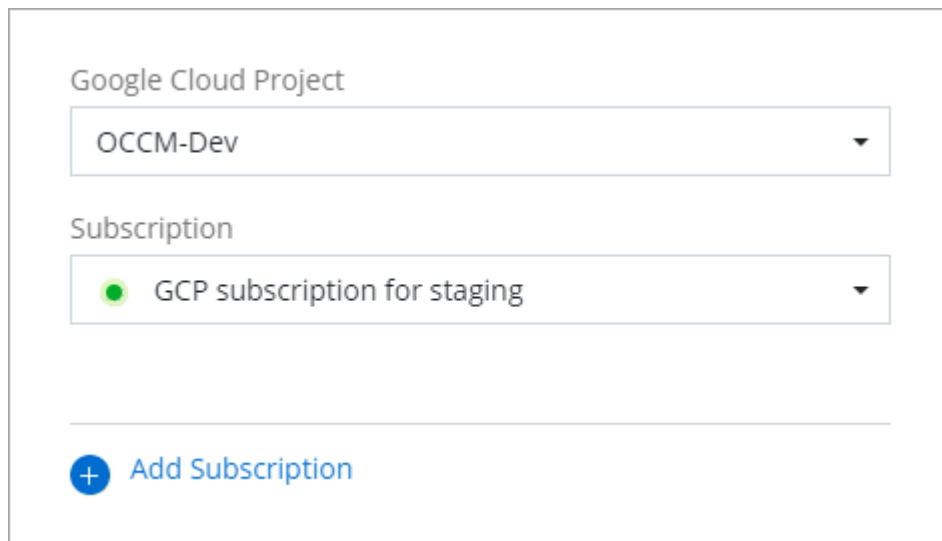 Google Cloud Project
OCCM-Dev
Subscription
GCP subscription for staging
Add Subscription